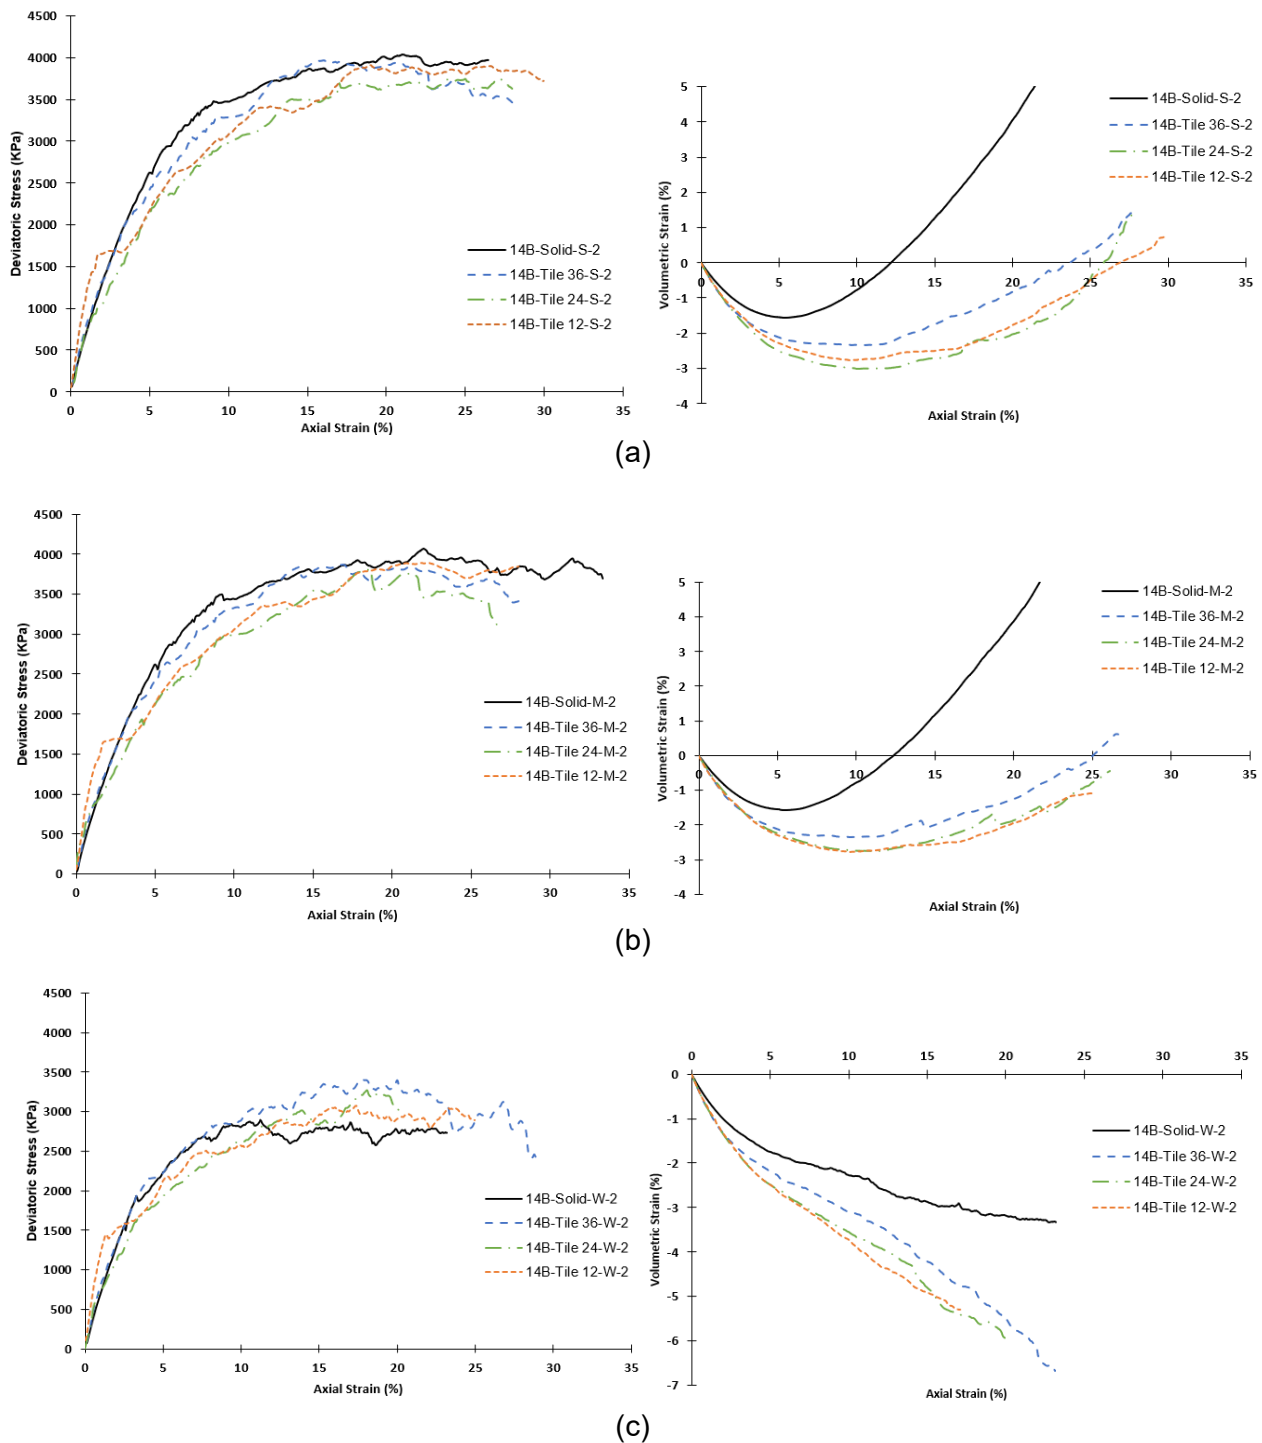 4500
4000
3500
3000
2500
2000
1500
1000
500
0
0 5 10 15 20 25 30 35
Deviatoric Stress (KPa)
Axial Strain (%)
14B-Solid-S-2
14B-Tile 36-S-2
14B-Tile 24-S-2
14B-Tile 12-S-2
5
4
3
2
1
0
-1
-2
-3
-4
0 5 10 15 20 25 30 35
Volumetric Strain (%)
Axial Strain (%)
14B-Solid-S-2
14B-Tile 36-S-2
14B-Tile 24-S-2
14B-Tile 12-S-2
(a)
4500
4000
3500
3000
2500
2000
1500
1000
500
0
0 5 10 15 20 25 30 35
Deviatoric Stress (KPa)
Axial Strain (%)
14B-Solid-M-2
14B-Tile 36-M-2
14B-Tile 24-M-2
14B-Tile 12-M-2
5
4
3
2
1
0
-1
-2
-3
-4
0 5 10 15 20 25 30 35
Volumetric Strain (%)
Axial Strain (%)
14B-Solid-M-2
14B-Tile 36-M-2
14B-Tile 24-M-2
14B-Tile 12-M-2
(b)
4500
4000
3500
3000
2500
2000
1500
1000
500
0
0 5 10 15 20 25 30 35
Deviatoric Stress (KPa)
Axial Strain (%)
14B-Solid-W-2
14B-Tile 36-W-2
14B-Tile 24-W-2
14B-Tile 12-W-2
0 5 10 15 20 25 30 35
0
-1
-2
-3
-4
-5
-6
-7
Volumetric Strain (%)
Axial Strain (%)
14B-Solid-W-2
14B-Tile 36-W-2
14B-Tile 24-W-2
14B-Tile 12-W-2
(c)